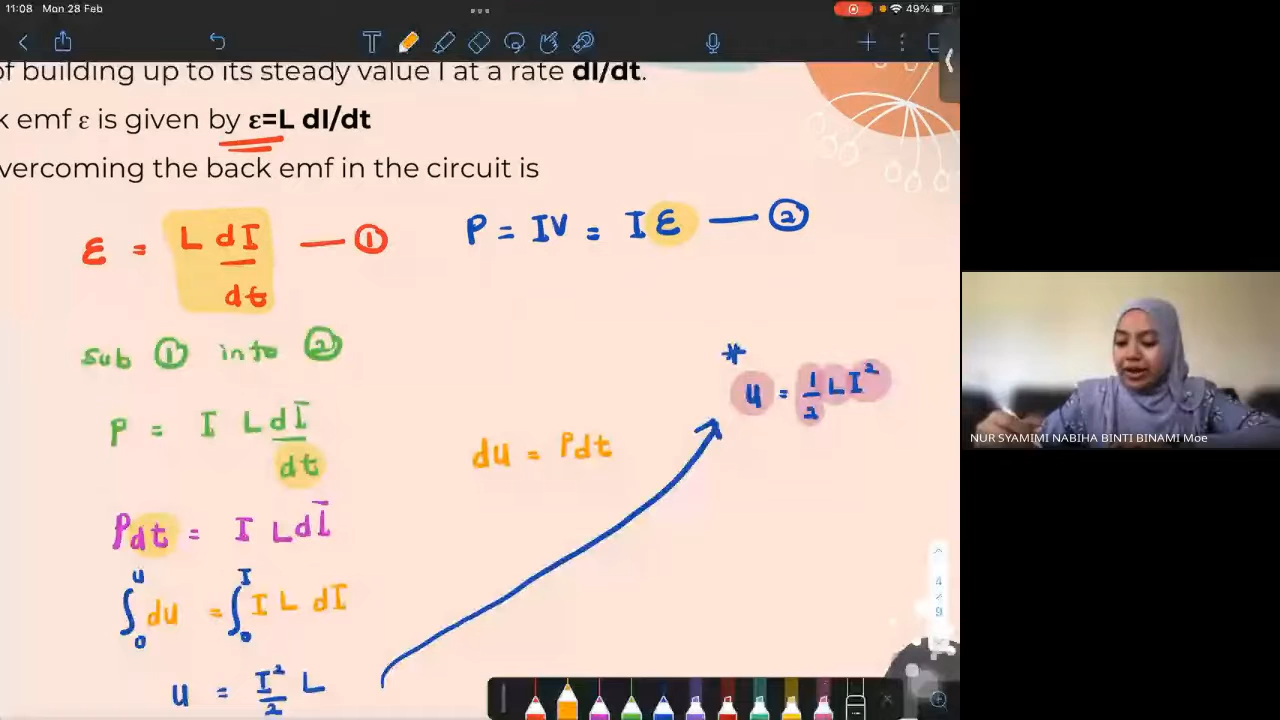 11:08 Mon 28 Feb
49%
of building up to its steady value I at a rate dI/dt.
k emf ε is given by ε=L dI/dt
vercoming the back emf in the circuit is
ε = L dI/dt — ①
P = IV = I ε — ②
sub ① into ②
P = I L dI/dt
* u = 1/2 LI²
du = Pdt
Pdt = I L dI
∫₀ᵘ du = ∫₀ᴵ I L dI
u = I²/2 L
4
9
NUR SYAMIMI NABIHA BINTI BINAMI Moe